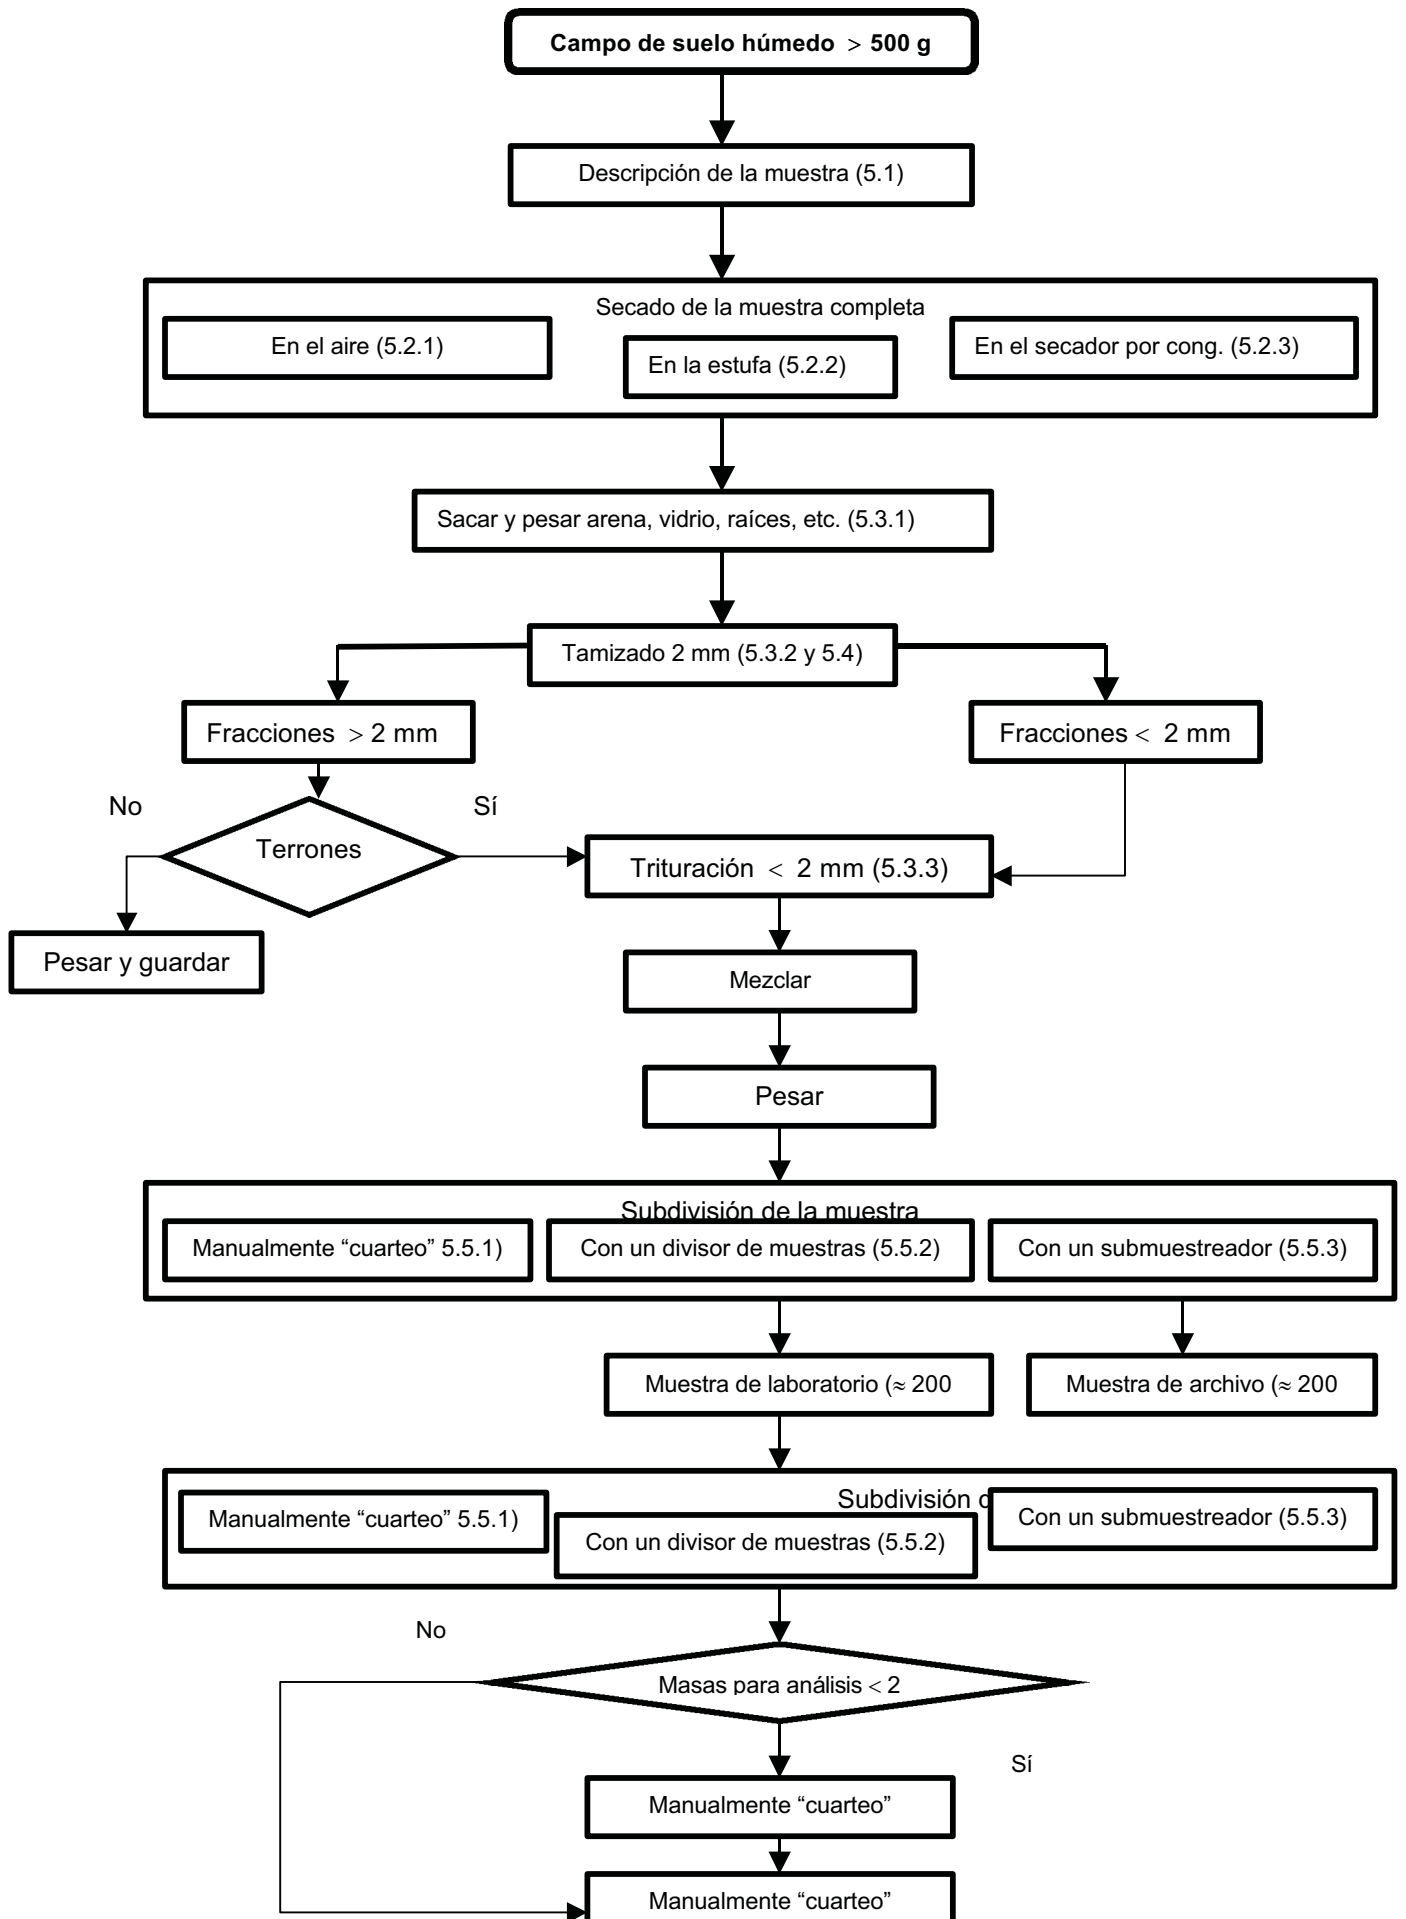 Campo de suelo húmedo > 500 g
Descripción de la muestra (5.1)
Secado de la muestra completa
En el aire (5.2.1)
En la estufa (5.2.2)
En el secador por cong. (5.2.3)
Sacar y pesar arena, vidrio, raíces, etc. (5.3.1)
Tamizado 2 mm (5.3.2 y 5.4)
Fracciones > 2 mm
Fracciones < 2 mm
No
Sí
Terrones
Trituración < 2 mm (5.3.3)
Pesar y guardar
Mezclar
Pesar
Subdivisión de la muestra
Manualmente “cuarteo” 5.5.1)
Con un divisor de muestras (5.5.2)
Con un submuestreador (5.5.3)
Muestra de laboratorio (≈ 200
Muestra de archivo (≈ 200
Subdivisión
Manualmente “cuarteo” 5.5.1)
Con un divisor de muestras (5.5.2)
Con un submuestreador (5.5.3)
No
Masas para análisis < 2
Sí
Manualmente “cuarteo”
Manualmente “cuarteo”